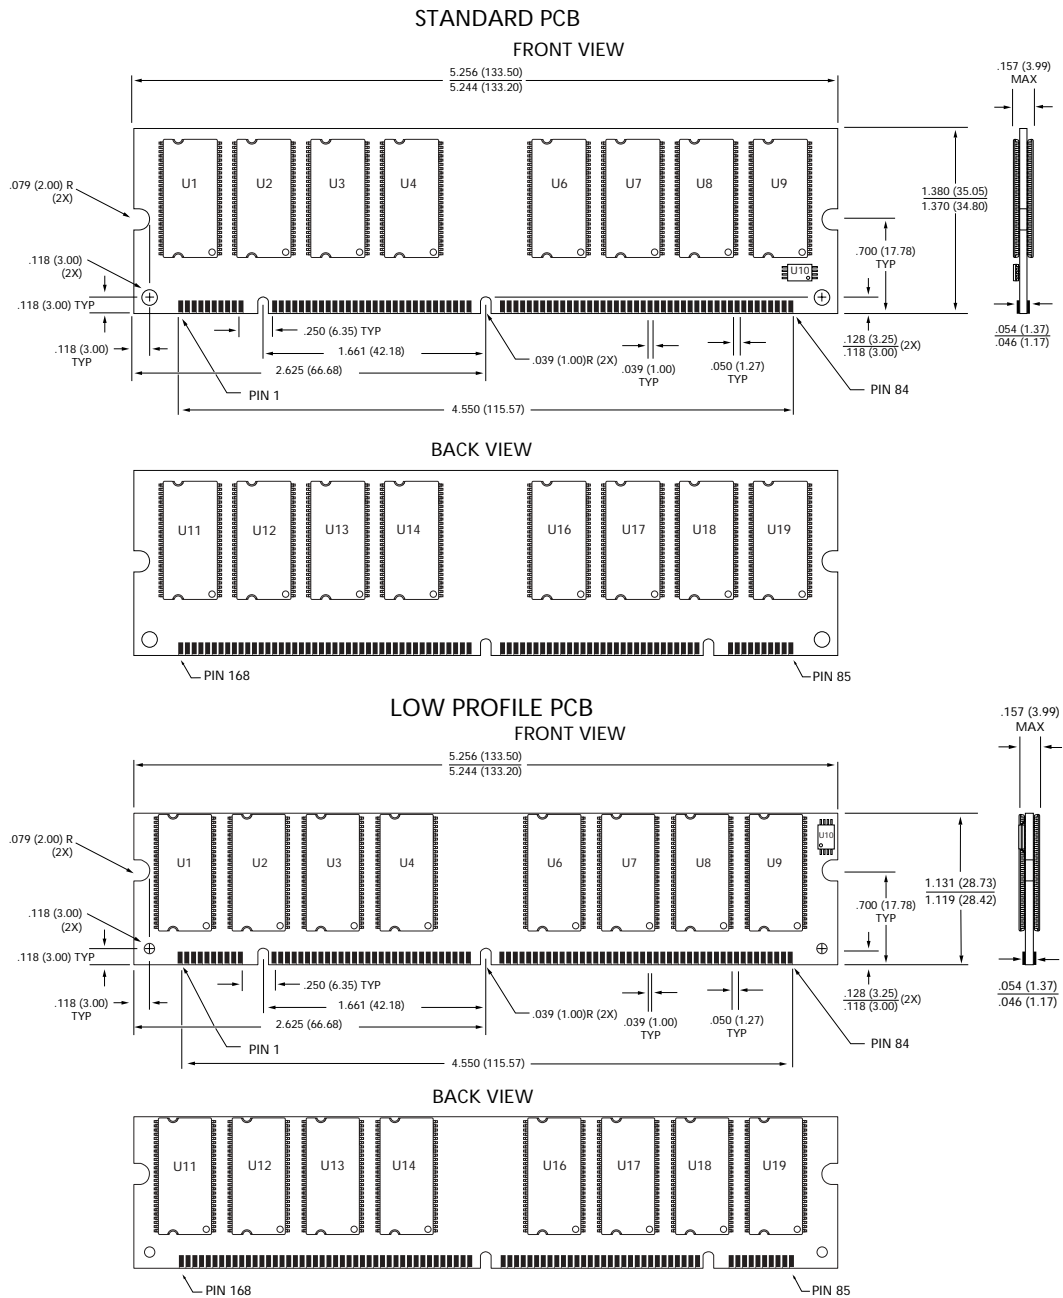 STANDARD PCB
FRONT VIEW
5.256 (133.50)
5.244 (133.20)
.157 (3.99)
MAX
U1
U2
U3
U4
U6
U7
U8
U9
U10
.079 (2.00) R
(2X)
1.380 (35.05)
1.370 (34.80)
.118 (3.00)
(2X)
.700 (17.78)
TYP
.118 (3.00) TYP
.118 (3.00)
TYP
.250 (6.35) TYP
1.661 (42.18)
2.625 (66.68)
.039 (1.00)R (2X)
.039 (1.00)
TYP
.050 (1.27)
TYP
.128 (3.25)
.118 (3.00)
(2X)
.054 (1.37)
.046 (1.17)
PIN 1
PIN 84
4.550 (115.57)
BACK VIEW
U11
U12
U13
U14
U16
U17
U18
U19
PIN 168
PIN 85
LOW PROFILE PCB
FRONT VIEW
5.256 (133.50)
5.244 (133.20)
.157 (3.99)
MAX
U1
U2
U3
U4
U6
U7
U8
U9
U10
.079 (2.00) R
(2X)
1.131 (28.73)
1.119 (28.42)
.118 (3.00)
(2X)
.700 (17.78)
TYP
.118 (3.00) TYP
.118 (3.00)
TYP
.250 (6.35) TYP
1.661 (42.18)
2.625 (66.68)
.039 (1.00)R (2X)
.039 (1.00)
TYP
.050 (1.27)
TYP
.128 (3.25)
.118 (3.00)
(2X)
.054 (1.37)
.046 (1.17)
PIN 1
PIN 84
4.550 (115.57)
BACK VIEW
U11
U12
U13
U14
U16
U17
U18
U19
PIN 168
PIN 85